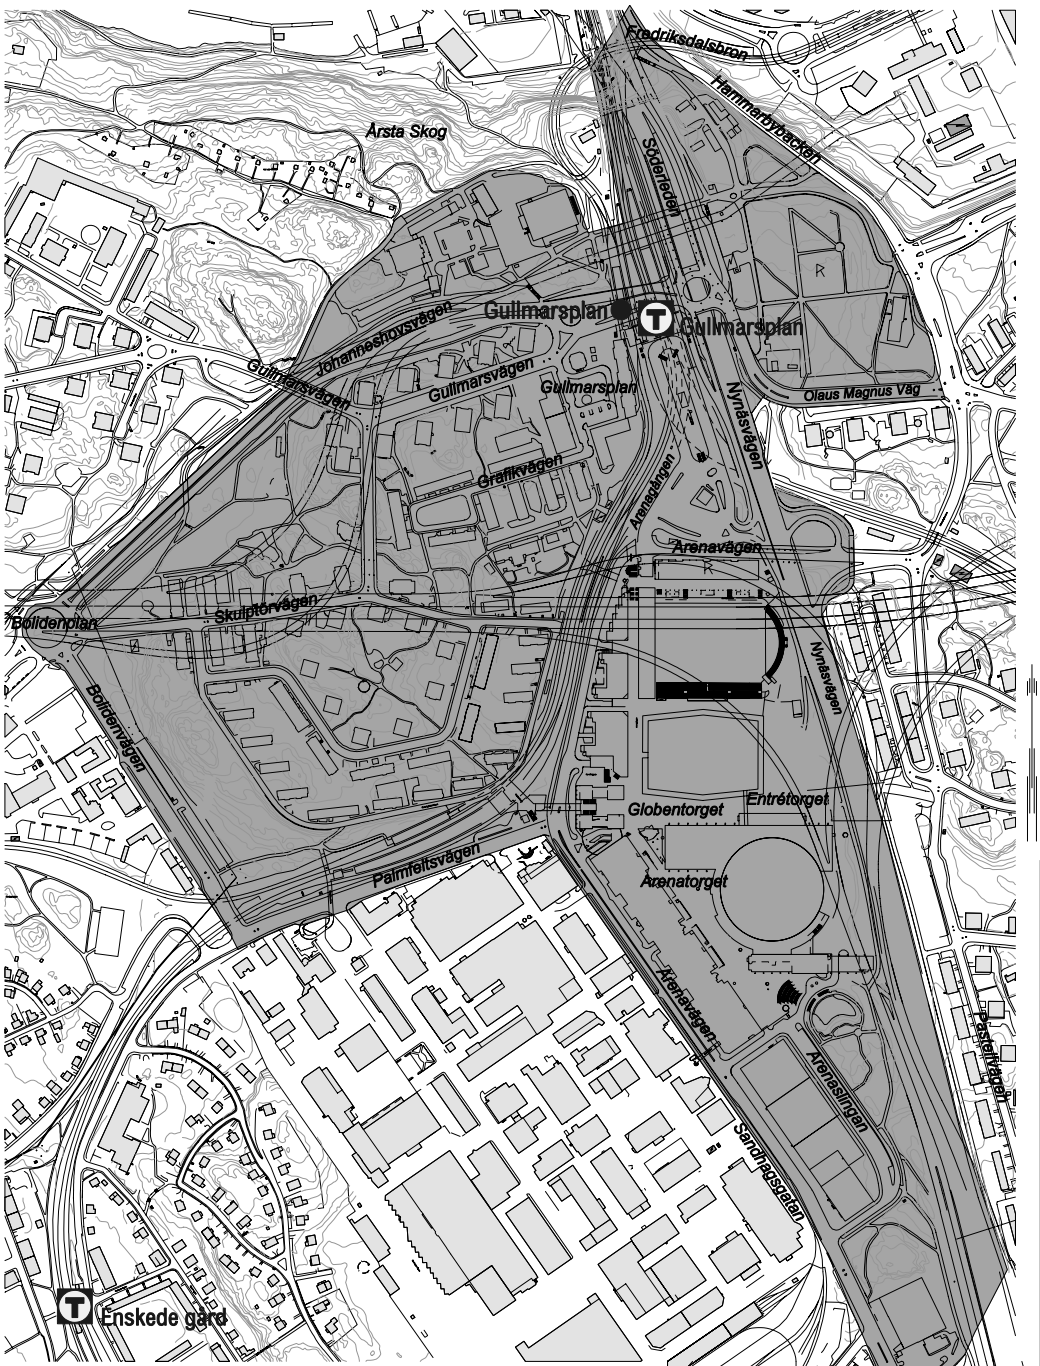 Fredriksdalsbron
Hammarbybacken
Årsta Skog
Söderleden
R
Gullmarsplan
T
Gullmarsplan
Johanneshovsvägen
Gullmarsvägen
Gullmarsvägen
Gullmarsplan
Olaus Magnus Väg
Nynäsvägen
Grafikvägen
Arenagången
Arenavägen
R
Skulptörvägen
Bolidenplan
Nynäsvägen
Bolidenvägen
Globentorget
Entrétorget
Palmfeltsvägen
Arenatorget
Arenavägen
Pastellvägen
Arenaslingan
Sandhagsgatan
T
Enskede gård